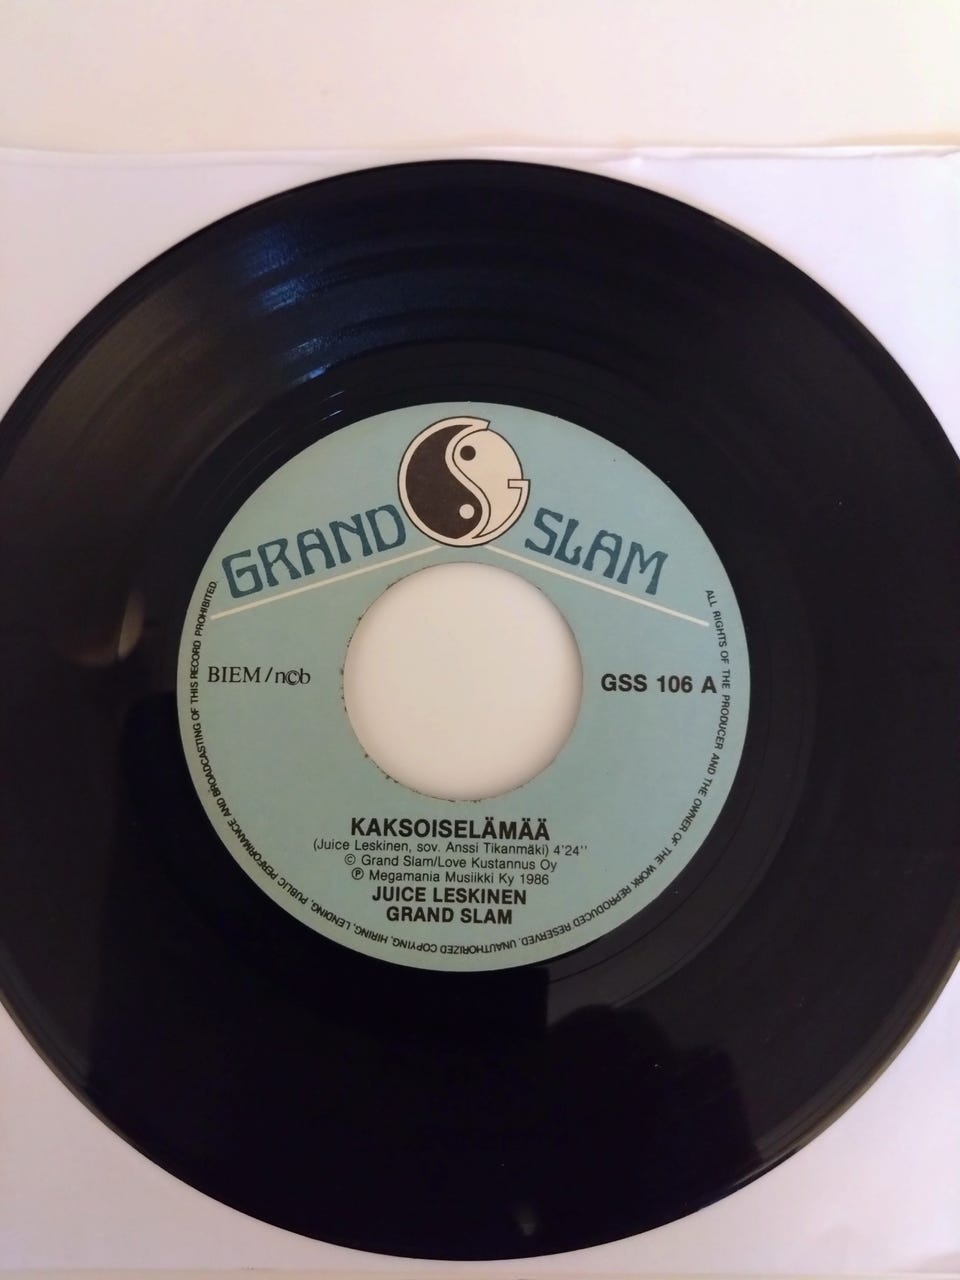 GRAND SLAM
BIEM/ncb
GSS 106 A
KAKSOISELÄMÄÄ
(Juice Leskinen, sov. Anssi Tikanmäki) 4'24''
© Grand Slam/Love Kustannus Oy
℗ Megamania Musiikki Ky 1986
JUICE LESKINEN
GRAND SLAM
ALL RIGHTS OF THE PRODUCER AND THE OWNER OF THE WORK REPRODUCED RESERVED. UNAUTHORIZED COPYING, HIRING, LENDING, PUBLIC PERFORMANCE AND BROADCASTING OF THIS RECORD PROHIBITED.